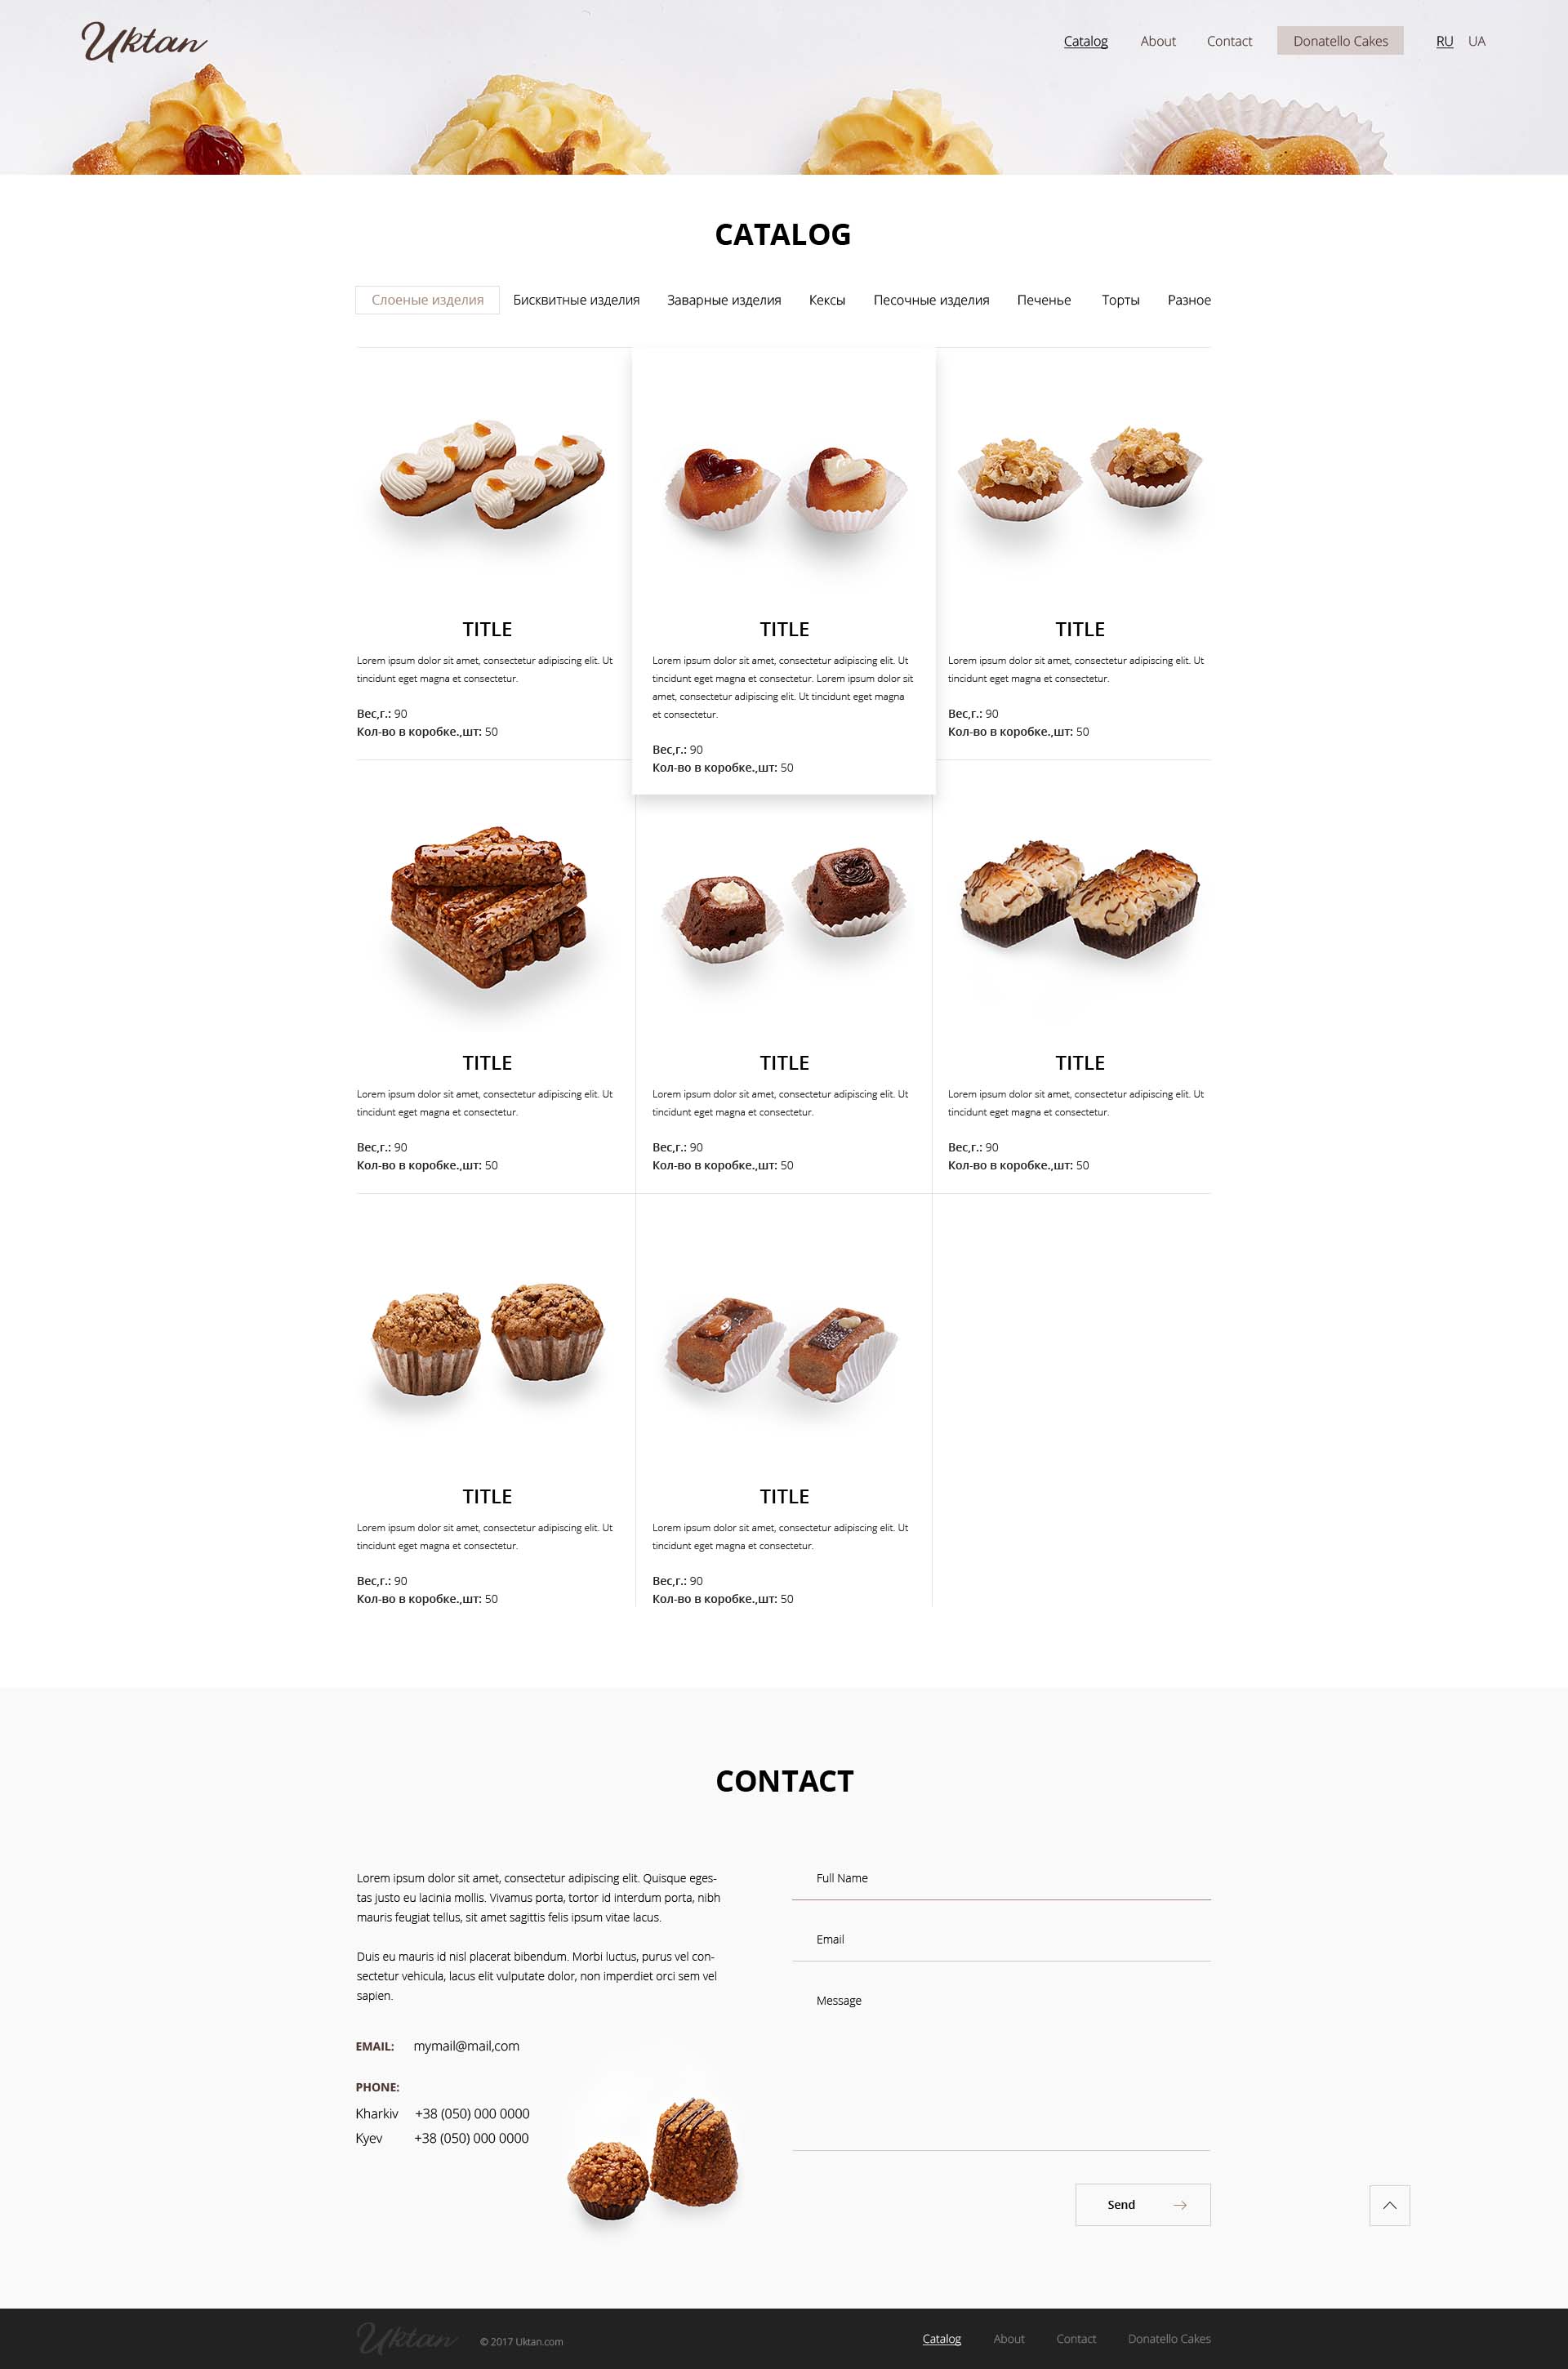 Uktan
Catalog About Contact Donatello Cakes RU UA
CATALOG
Слоеные изделия Бисквитные изделия Заварные изделия Кексы Песочные изделия Печенье Торты Разное
TITLE
Lorem ipsum dolor sit amet, consectetur adipiscing elit. Ut
tincidunt eget magna et consectetur.
Вес,г.: 90
Кол-во в коробке.,шт: 50
TITLE
Lorem ipsum dolor sit amet, consectetur adipiscing elit. Ut
tincidunt eget magna et consectetur. Lorem ipsum dolor sit
amet, consectetur adipiscing elit. Ut tincidunt eget magna
et consectetur.
Вес,г.: 90
Кол-во в коробке.,шт: 50
TITLE
Lorem ipsum dolor sit amet, consectetur adipiscing elit. Ut
tincidunt eget magna et consectetur.
Вес,г.: 90
Кол-во в коробке.,шт: 50
TITLE
Lorem ipsum dolor sit amet, consectetur adipiscing elit. Ut
tincidunt eget magna et consectetur.
Вес,г.: 90
Кол-во в коробке.,шт: 50
TITLE
Lorem ipsum dolor sit amet, consectetur adipiscing elit. Ut
tincidunt eget magna et consectetur.
Вес,г.: 90
Кол-во в коробке.,шт: 50
TITLE
Lorem ipsum dolor sit amet, consectetur adipiscing elit. Ut
tincidunt eget magna et consectetur.
Вес,г.: 90
Кол-во в коробке.,шт: 50
TITLE
Lorem ipsum dolor sit amet, consectetur adipiscing elit. Ut
tincidunt eget magna et consectetur.
Вес,г.: 90
Кол-во в коробке.,шт: 50
TITLE
Lorem ipsum dolor sit amet, consectetur adipiscing elit. Ut
tincidunt eget magna et consectetur.
Вес,г.: 90
Кол-во в коробке.,шт: 50
CONTACT
Lorem ipsum dolor sit amet, consectetur adipiscing elit. Quisque eges-
tas justo eu lacinia mollis. Vivamus porta, tortor id interdum porta, nibh
mauris feugiat tellus, sit amet sagittis felis ipsum vitae lacus.
Duis eu mauris id nisl placerat bibendum. Morbi luctus, purus vel con-
sectetur vehicula, lacus elit vulputate dolor, non imperdiet orci sem vel
sapien.
EMAIL: mymail@mail,com
PHONE:
Kharkiv +38 (050) 000 0000
Kyev +38 (050) 000 0000
Full Name
Email
Message
Send
Uktan © 2017 Uktan.com Catalog About Contact Donatello Cakes